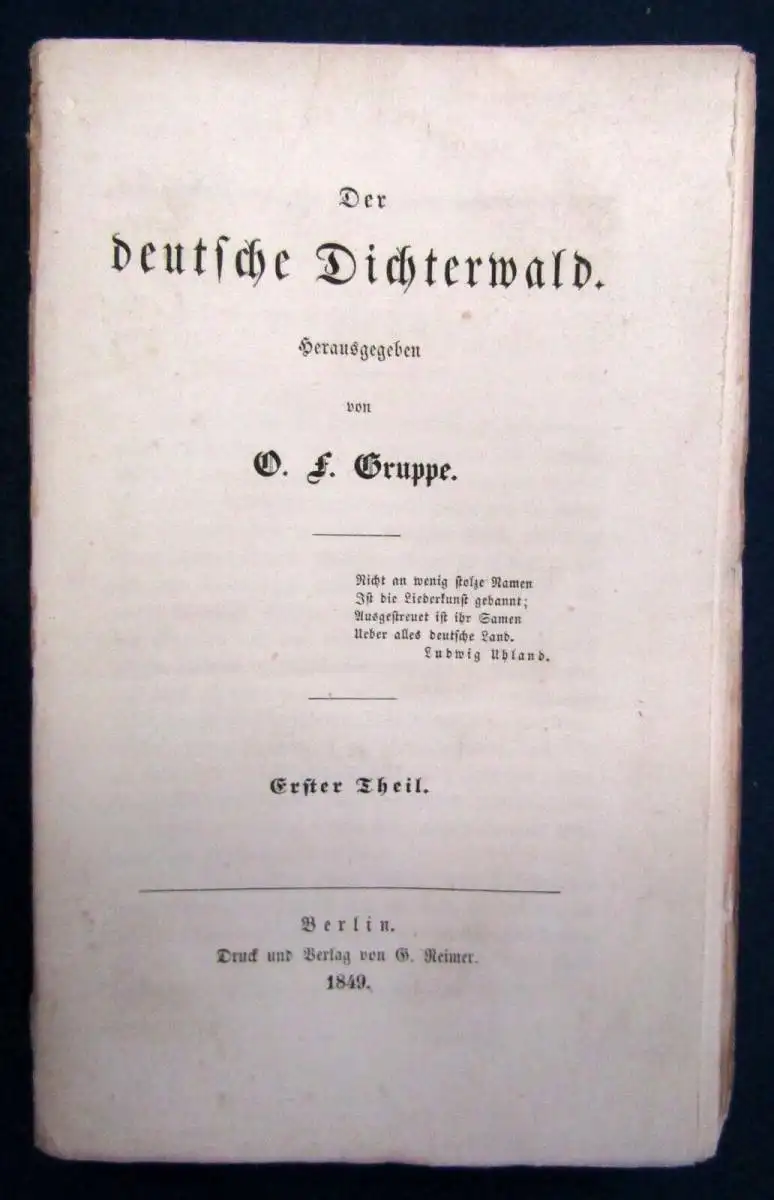 Der
deutsche Dichterwald.
Herausgegeben
von
O. F. Gruppe.
Nicht an wenig stolze Namen
Ist die Liederkunst gebannt;
Ausgestreuet ist ihr Samen
Ueber alles deutsche Land.
Ludwig Uhland.
Erster Theil.
Berlin.
Druck und Verlag von G. Reimer.
1849.